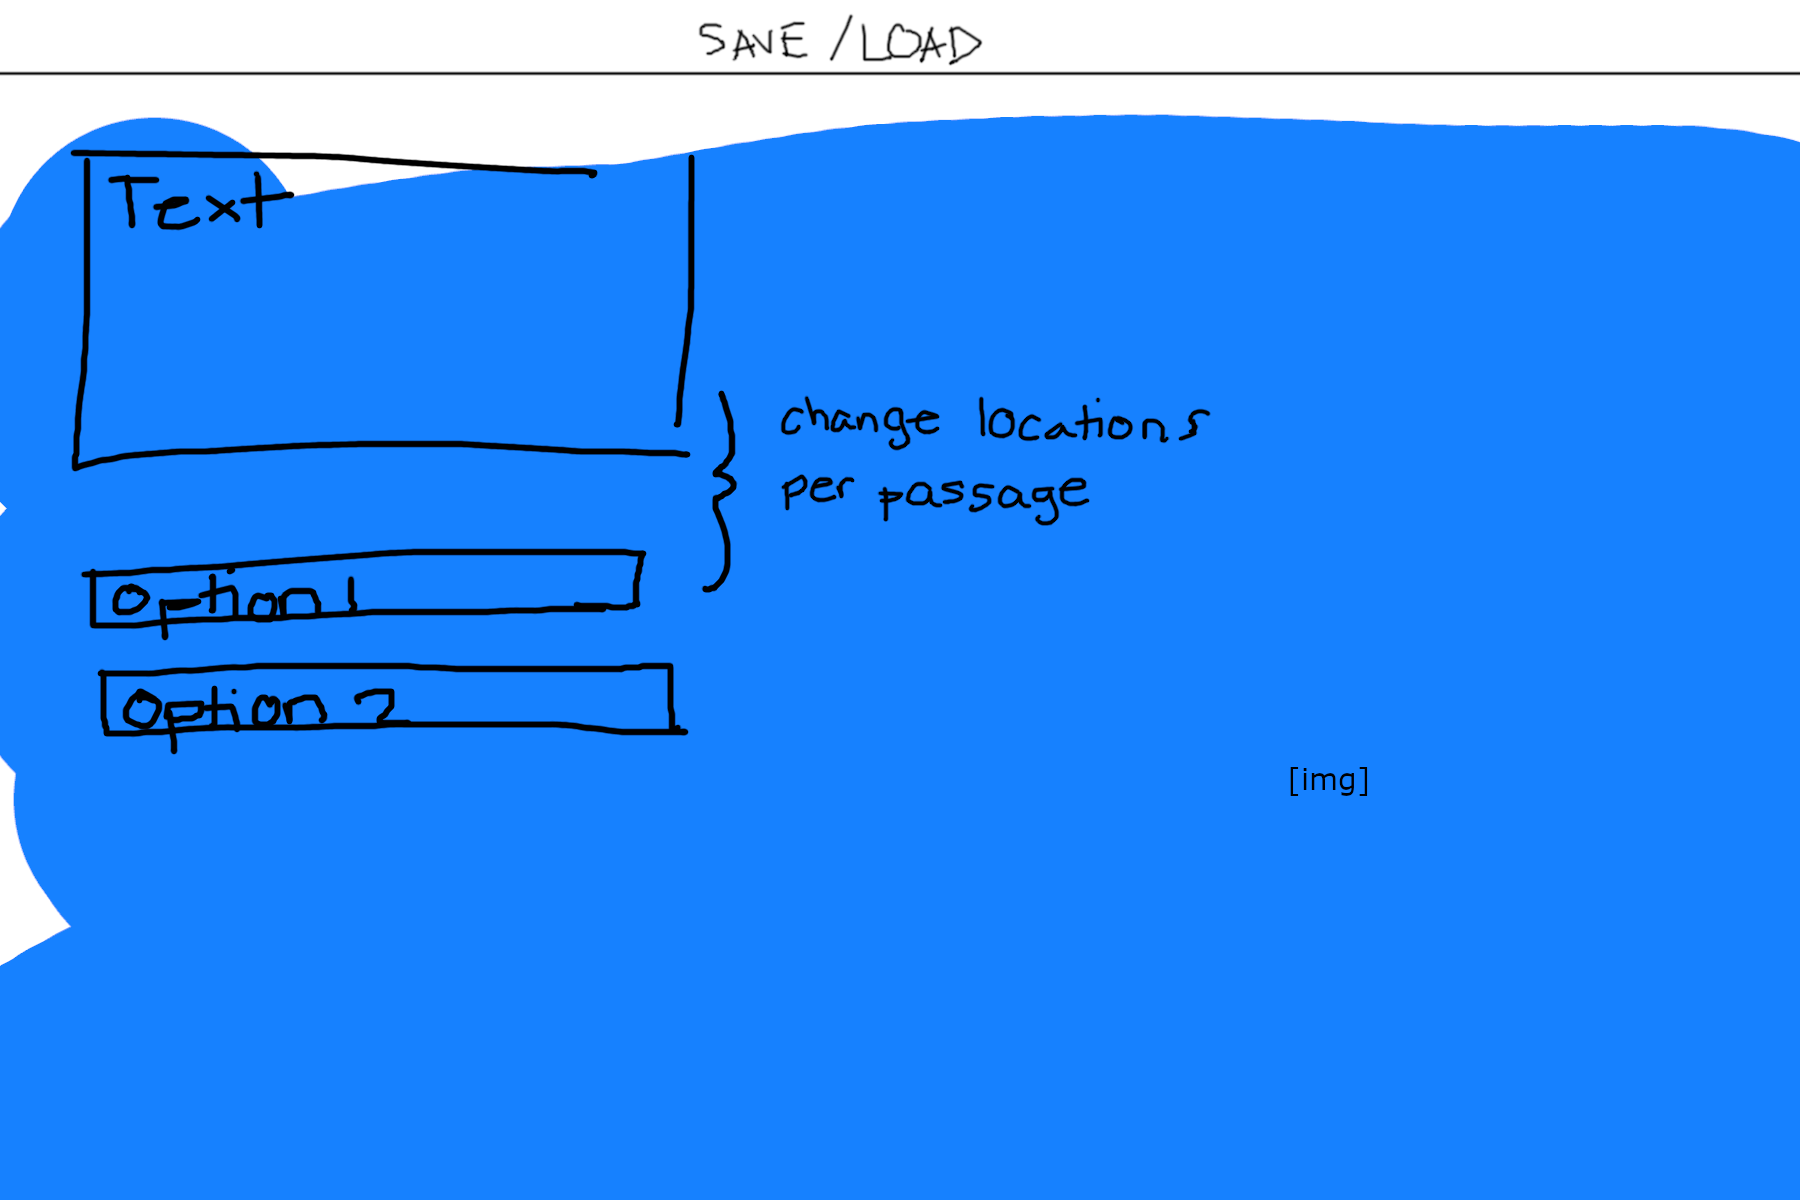 SAVE / LOAD
Text
change locations
per passage
Option 1
Option 2
[img]